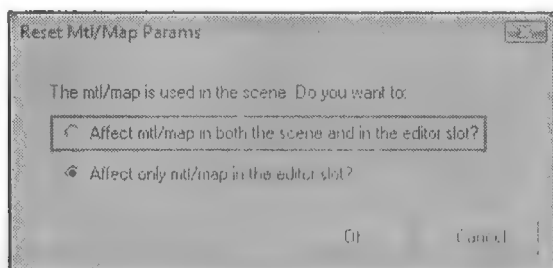 Reset Mtl/Map Params
The mtl/map is used in the scene. Do you want to:
Affect mtl/map in both the scene and in the editor slot?
Affect only mtl/map in the editor slot?
OK
Cancel